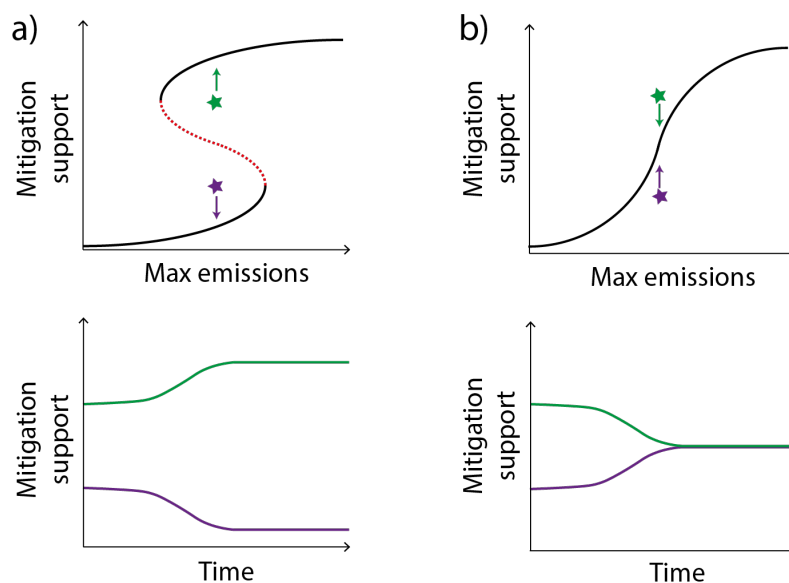 a)
Mitigation
support
Max emissions
b)
Mitigation
support
Max emissions
Mitigation
support
Time
Mitigation
support
Time